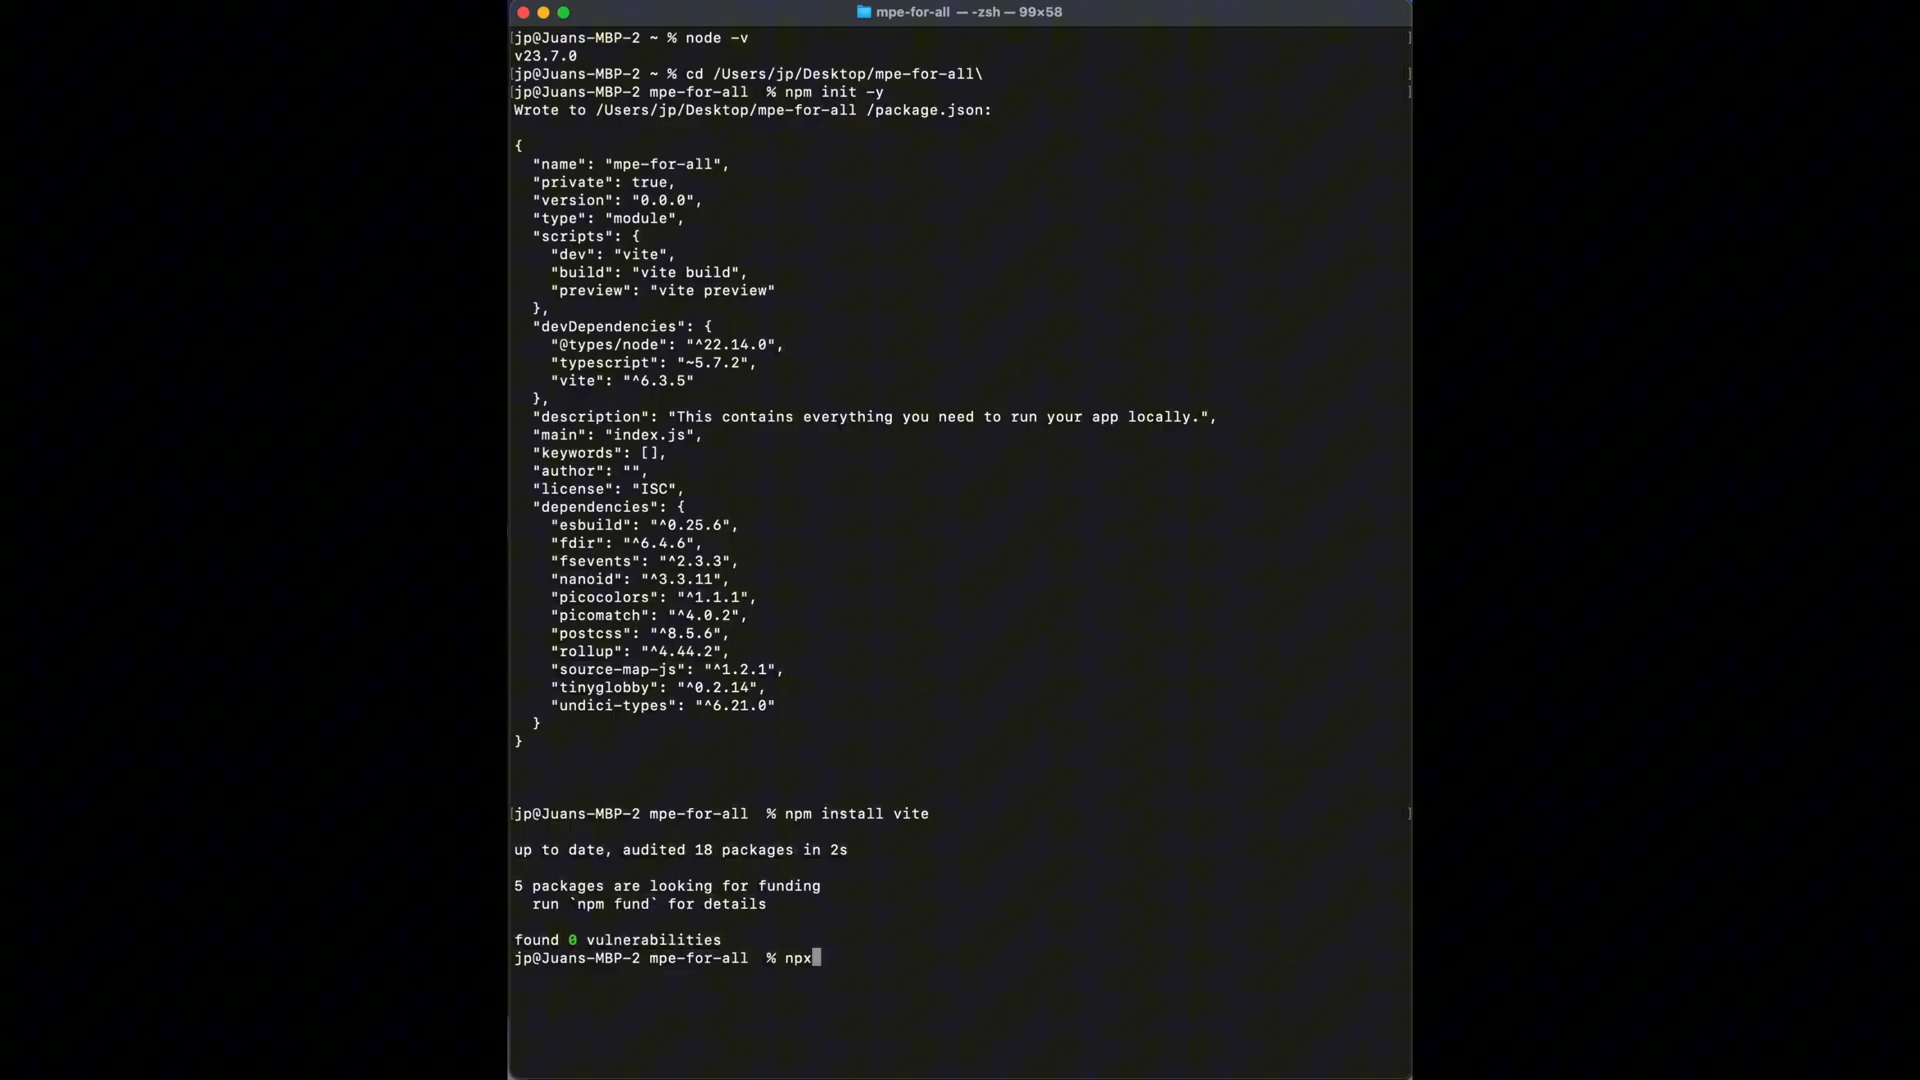 mpe-for-all — -zsh — 99×58
[jp@Juans-MBP-2 ~ % node -v ]
v23.7.0
[jp@Juans-MBP-2 ~ % cd /Users/jp/Desktop/mpe-for-all\
[jp@Juans-MBP-2 mpe-for-all  % npm init -y ]
Wrote to /Users/jp/Desktop/mpe-for-all /package.json:
{
  "name": "mpe-for-all",
  "private": true,
  "version": "0.0.0",
  "type": "module",
  "scripts": {
    "dev": "vite",
    "build": "vite build",
    "preview": "vite preview"
  },
  "devDependencies": {
    "@types/node": "^22.14.0",
    "typescript": "~5.7.2",
    "vite": "^6.3.5"
  },
  "description": "This contains everything you need to run your app locally.",
  "main": "index.js",
  "keywords": [],
  "author": "",
  "license": "ISC",
  "dependencies": {
    "esbuild": "^0.25.6",
    "fdir": "^6.4.6",
    "fsevents": "^2.3.3",
    "nanoid": "^3.3.11",
    "picocolors": "^1.1.1",
    "picomatch": "^4.0.2",
    "postcss": "^8.5.6",
    "rollup": "^4.44.2",
    "source-map-js": "^1.2.1",
    "tinyglobby": "^0.2.14",
    "undici-types": "^6.21.0"
  }
}
[jp@Juans-MBP-2 mpe-for-all  % npm install vite ]
up to date, audited 18 packages in 2s
5 packages are looking for funding
  run `npm fund` for details
found 0 vulnerabilities
jp@Juans-MBP-2 mpe-for-all  % npx